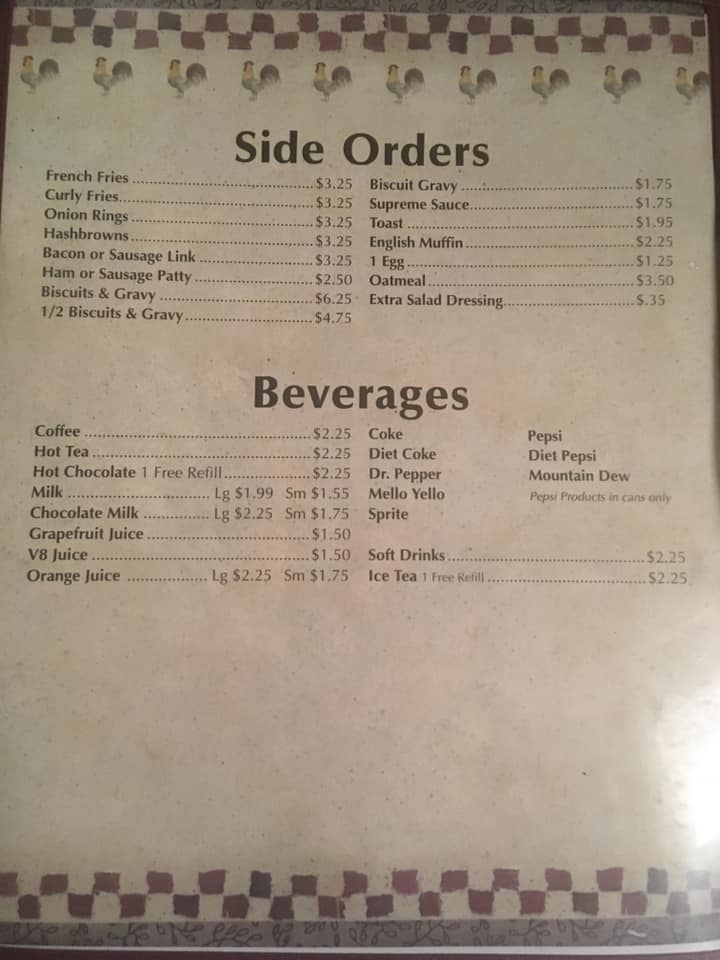 Side Orders
French Fries ........ $3.25
Curly Fries ........ $3.25
Onion Rings ........ $3.25
Hashbrowns ........ $3.25
Bacon or Sausage Link ........ $3.25
Ham or Sausage Patty ........ $2.50
Biscuits & Gravy ........ $6.25
1/2 Biscuits & Gravy ........ $4.75
Biscuit Gravy ........ $1.75
Supreme Sauce ........ $1.75
Toast ........ $1.95
English Muffin ........ $2.25
1 Egg ........ $1.25
Oatmeal ........ $3.50
Extra Salad Dressing ........ $.35
Beverages
Coffee ........ $2.25
Hot Tea ........ $2.25
Hot Chocolate 1 Free Refill ........ $2.25
Milk ........ Lg $1.99 Sm $1.55
Chocolate Milk ........ Lg $2.25 Sm $1.75
Grapefruit Juice ........ $1.50
V8 Juice ........ $1.50
Orange Juice ........ Lg $2.25 Sm $1.75
Coke
Diet Coke
Dr. Pepper
Mello Yello
Sprite
Pepsi
Diet Pepsi
Mountain Dew
Pepsi Products in cans only
Soft Drinks ........ $2.25
Ice Tea 1 Free Refill ........ $2.25